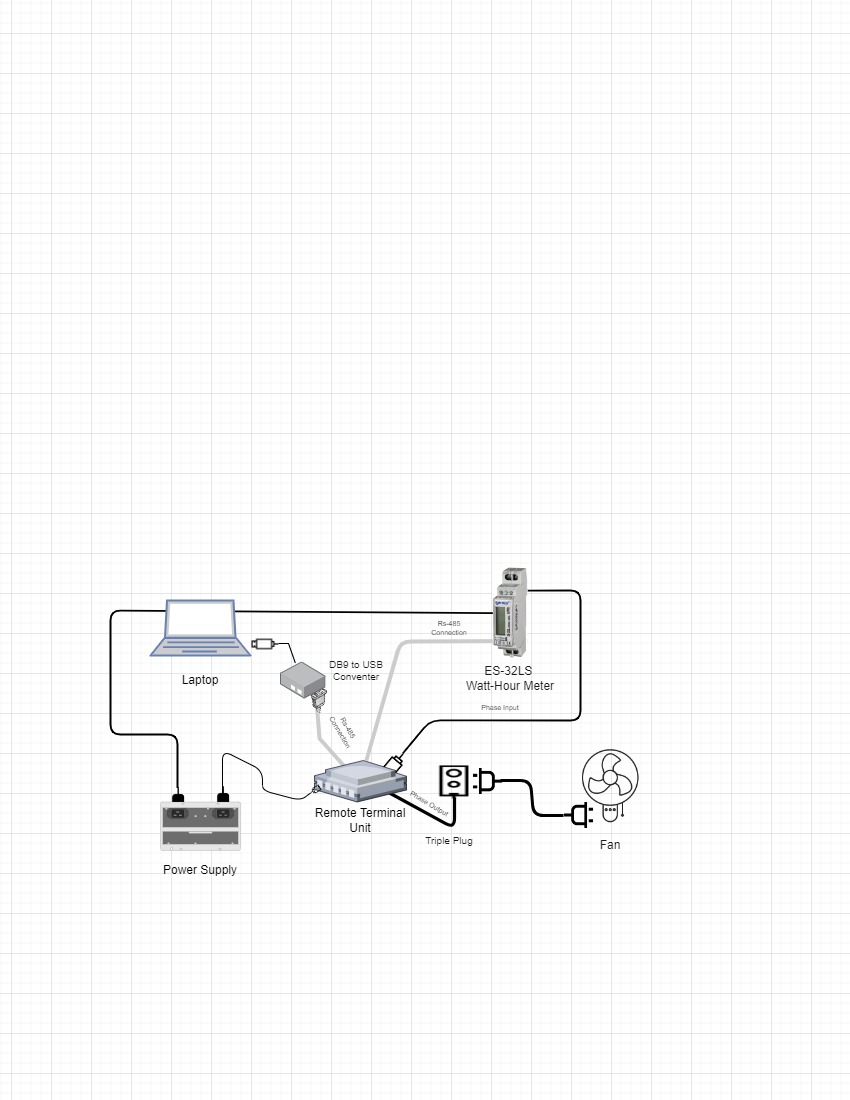 Rs-485
Connection
DB9 to USB
Conventer
Laptop
ES-32LS
Watt-Hour Meter
Phase Input
Rs-485
Connection
Phase Output
Remote Terminal
Unit
Triple Plug
Fan
Power Supply